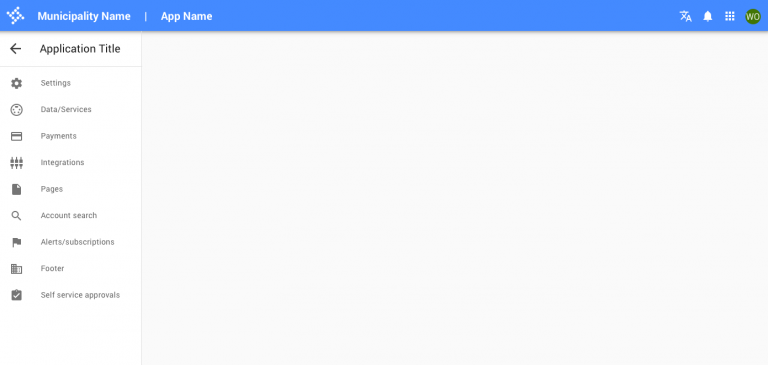 Municipality Name | App Name
WO
Application Title
Settings
Data/Services
Payments
Integrations
Pages
Account search
Alerts/subscriptions
Footer
Self service approvals